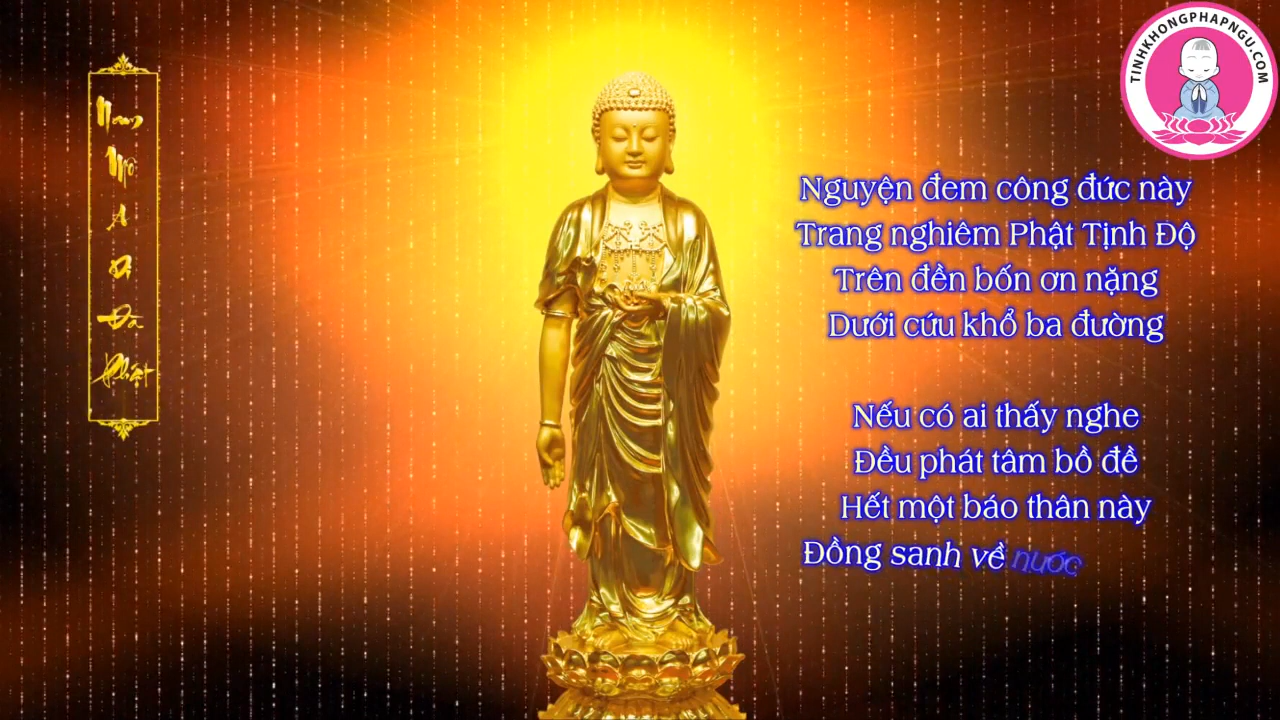 Nam
Mô
A
Di
Đà
Phật
TINHKHONGPHAPNGU.COM
Nguyện đem công đức này
Trang nghiêm Phật Tịnh Độ
Trên đền bốn ơn nặng
Dưới cứu khổ ba đường
Nếu có ai thấy nghe
Đều phát tâm bồ đề
Hết một báo thân này
Đồng sanh về nước